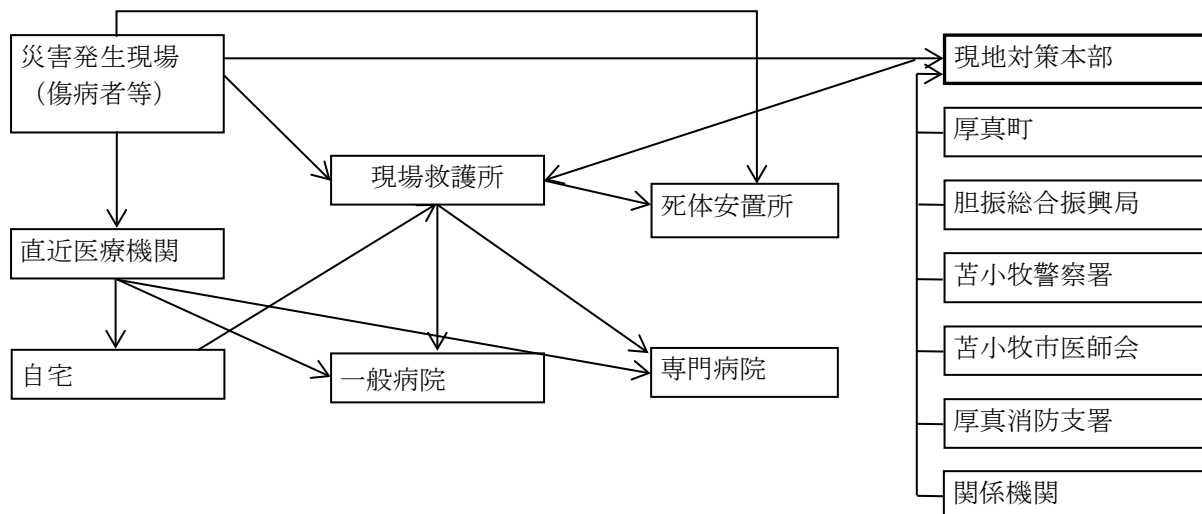 災害発生現場
（傷病者等）
現地対策本部
厚真町
現場救護所
死体安置所
胆振総合振興局
直近医療機関
苫小牧警察署
苫小牧市医師会
自宅
一般病院
専門病院
厚真消防支署
関係機関